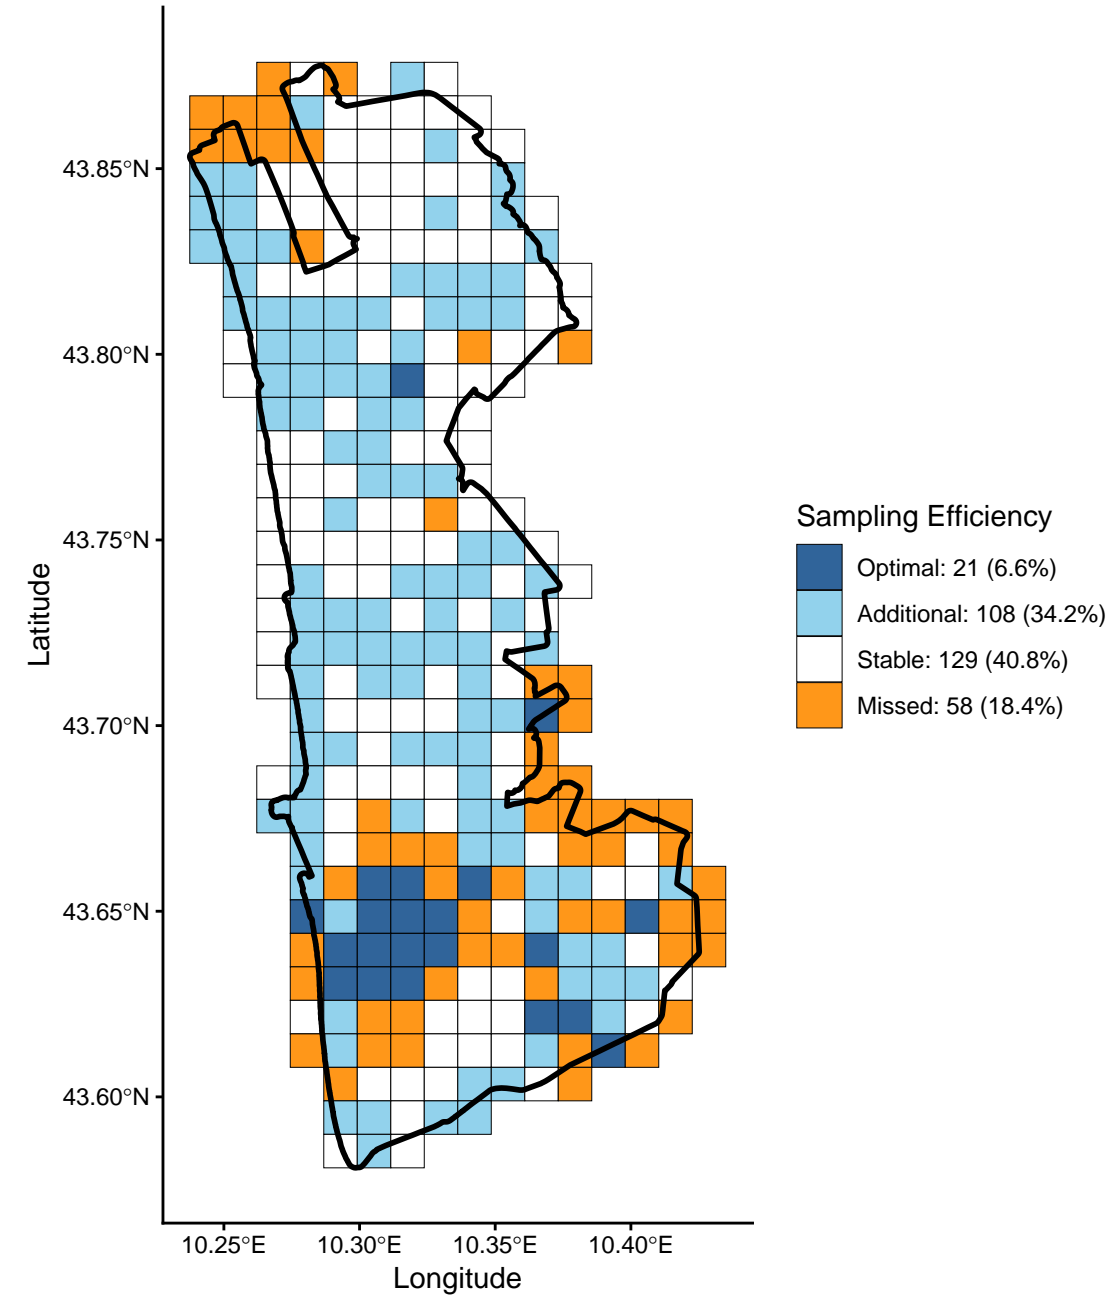 43.85°N
43.80°N
43.75°N
43.70°N
43.65°N
43.60°N
Latitude
10.25°E
10.30°E
10.35°E
10.40°E
Longitude
Sampling Efficiency
Optimal: 21 (6.6%)
Additional: 108 (34.2%)
Stable: 129 (40.8%)
Missed: 58 (18.4%)